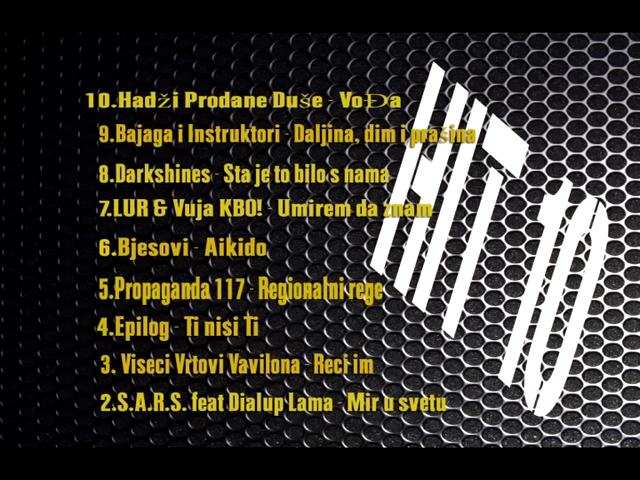 10.Hadži Prodane Duše - VoĐa
9.Bajaga i Instruktori - Daljina, dim i prašina
8.Darkshines - Sta je to bilo s nama
7.LUR & Vuja KBO! - Umirem da znam
6.Bjesovi - Aikido
5.Propaganda 117 - Regionalni rege
4.Epilog - Ti nisi Ti
3. Viseci Vrtovi Vavilona - Reci im
2.S.A.R.S. feat Dialup Lama - Mir u svetu
HIT 10